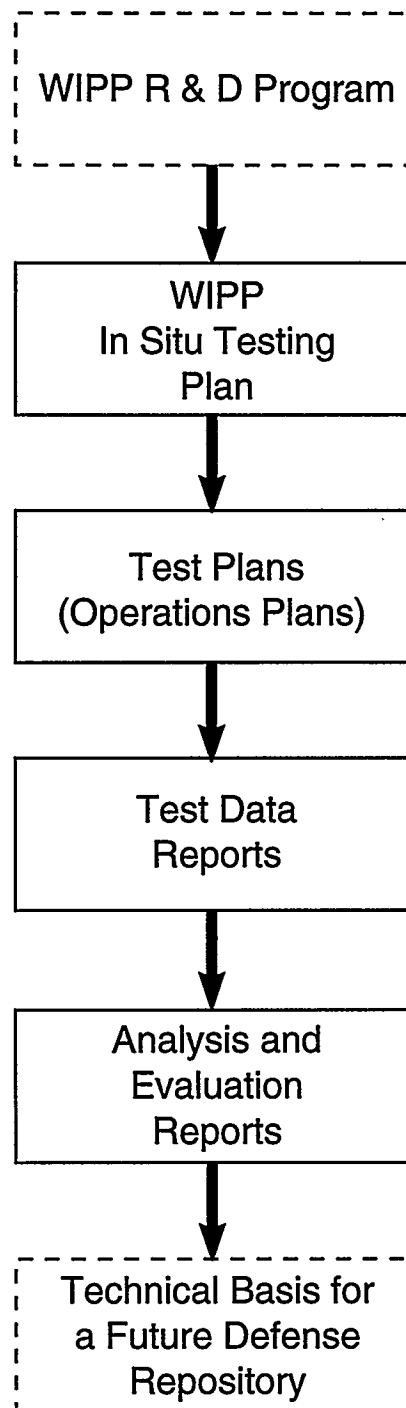 WIPP R & D Program
WIPP
In Situ Testing
Plan
Test Plans
(Operations Plans)
Test Data
Reports
Analysis and
Evaluation
Reports
Technical Basis for
a Future Defense
Repository